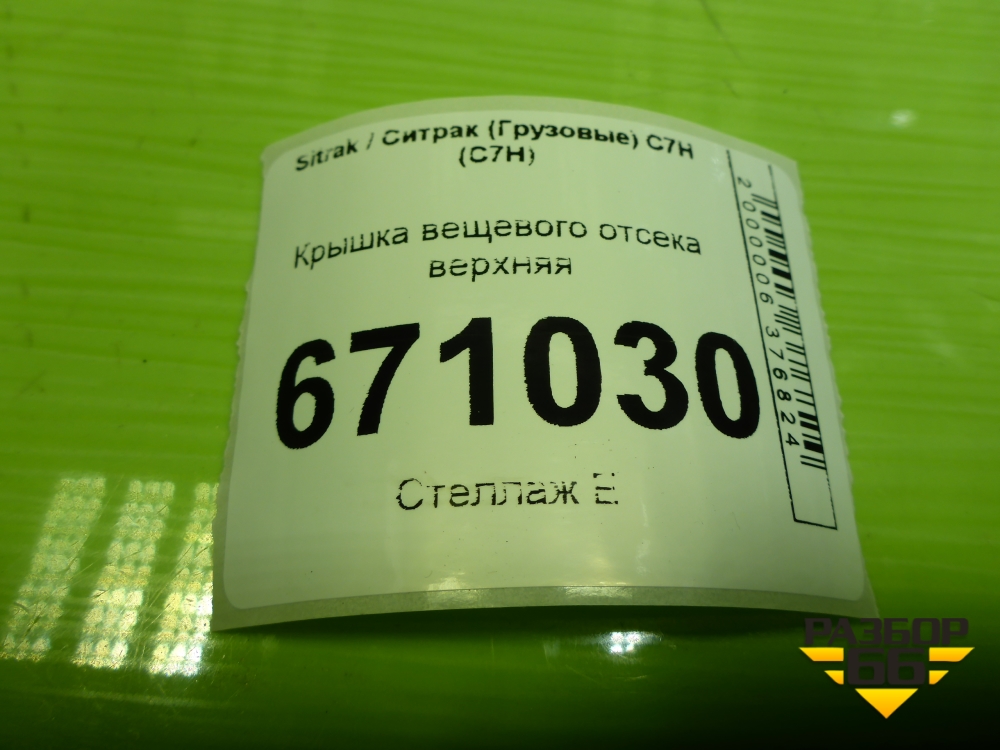 Sitrak / Ситрак (Грузовые) C7H
(C7H)
Крышка вещевого отсека
верхняя
671030
Стеллаж Е
2000006376824
РАЗБОР
66